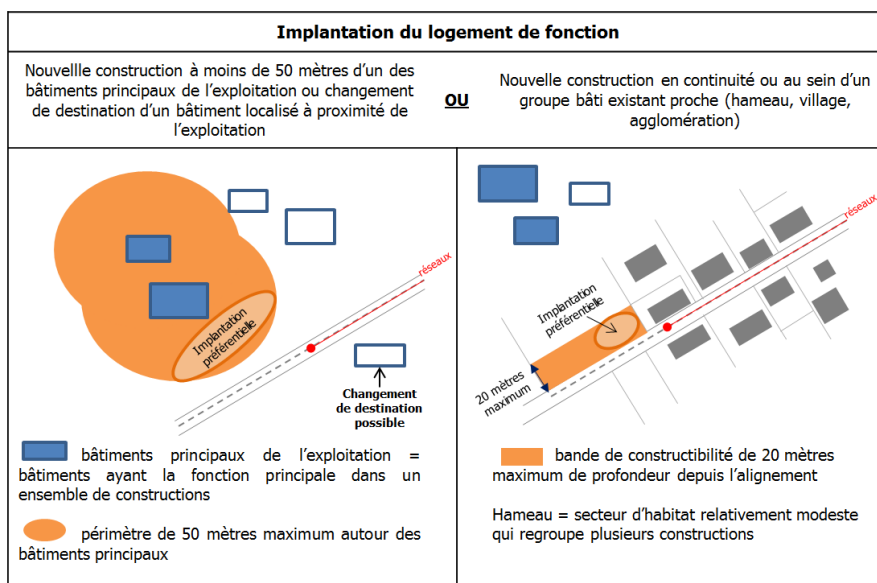 Implantation du logement de fonction
Nouvellle construction à moins de 50 mètres d'un des
bâtiments principaux de l'exploitation ou changement
de destination d'un bâtiment localisé à proximité de
l'exploitation
OU
Nouvelle construction en continuité ou au sein d'un
groupe bâti existant proche (hameau, village,
agglomération)
réseaux
Implantation
préférentielle
Changement
de destination
possible
bâtiments principaux de l'exploitation =
bâtiments ayant la fonction principale dans un
ensemble de constructions
périmètre de 50 mètres maximum autour des
bâtiments principaux
réseaux
Implantation
préférentielle
20 mètres
maximum
bande de constructibilité de 20 mètres
maximum de profondeur depuis l'alignement
Hameau = secteur d'habitat relativement modeste
qui regroupe plusieurs constructions